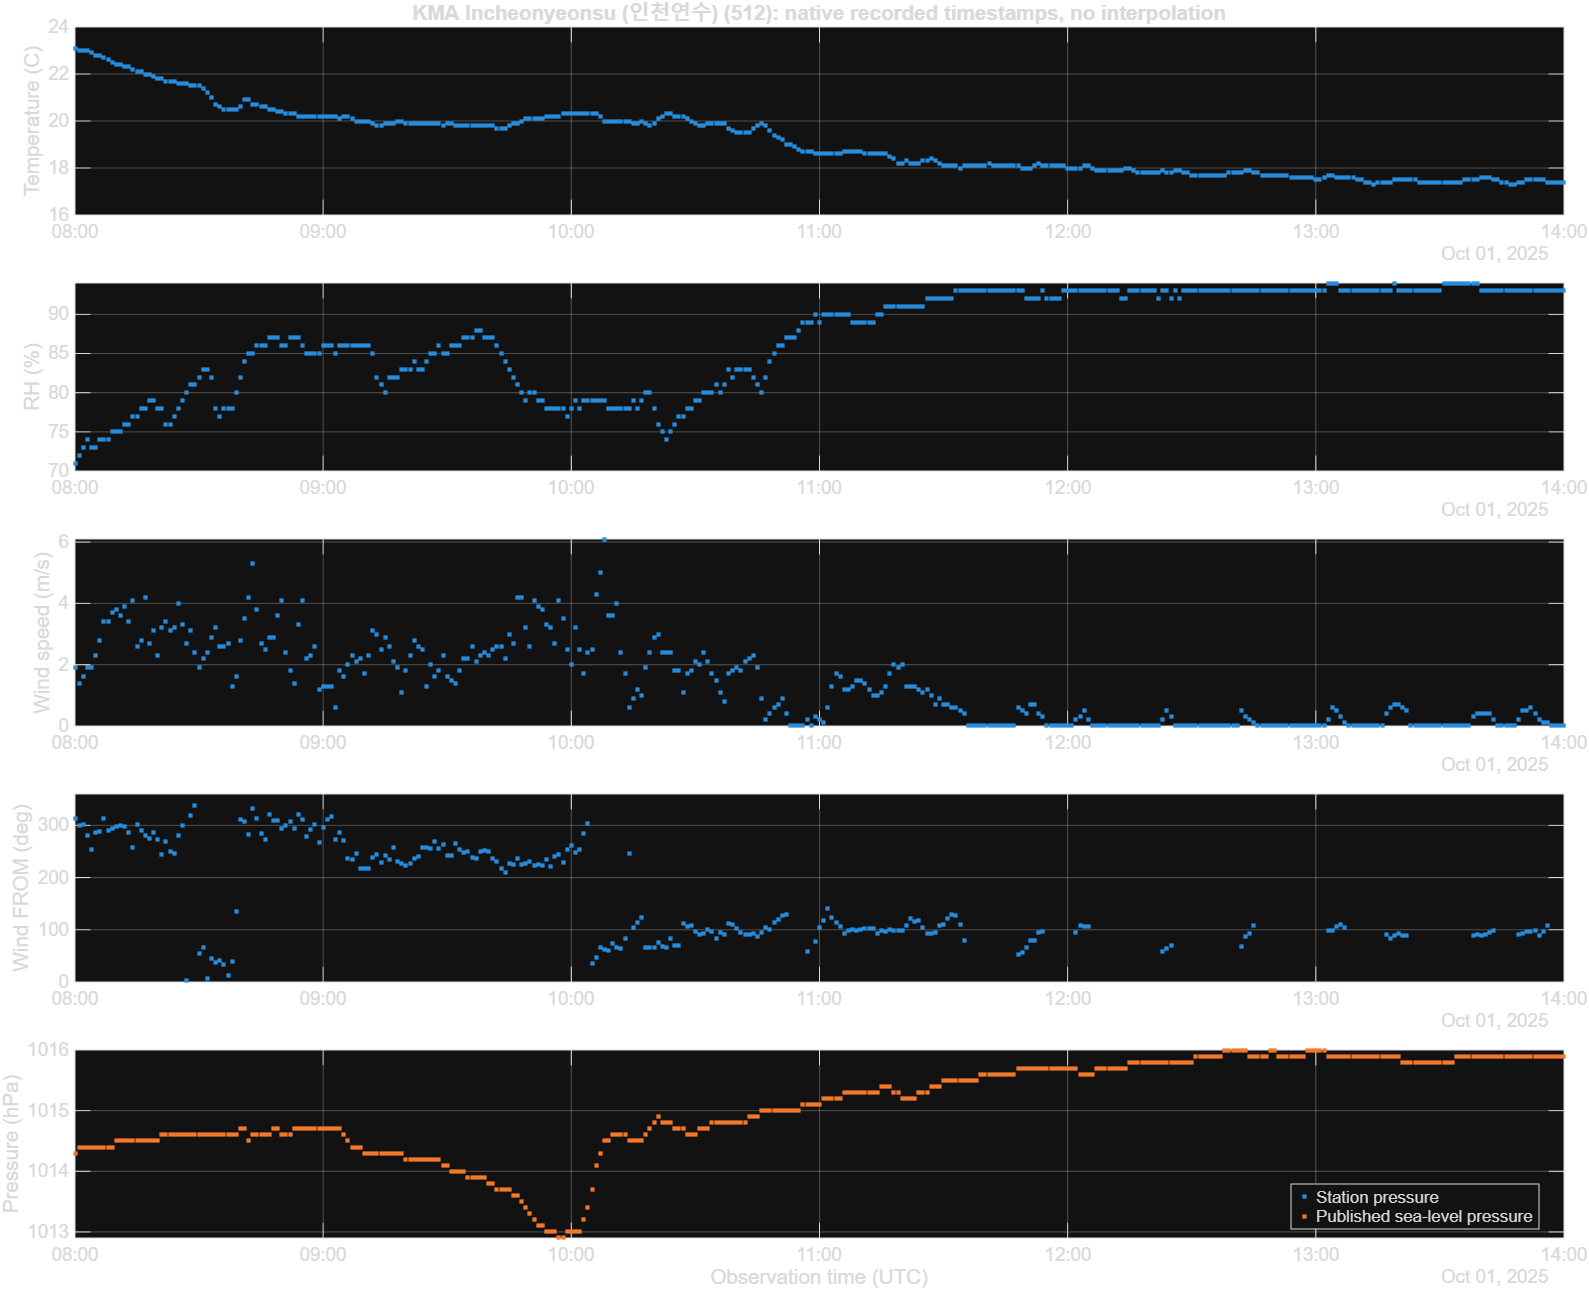 KMA Incheonyeonsu (인천연수) (512): native recorded timestamps, no interpolation
Temperature (C)
24
22
20
18
16
08:00 09:00 10:00 11:00 12:00 13:00 14:00
Oct 01, 2025
RH (%)
90
85
80
75
70
08:00 09:00 10:00 11:00 12:00 13:00 14:00
Oct 01, 2025
Wind speed (m/s)
6
4
2
0
08:00 09:00 10:00 11:00 12:00 13:00 14:00
Oct 01, 2025
Wind FROM (deg)
300
200
100
0
08:00 09:00 10:00 11:00 12:00 13:00 14:00
Oct 01, 2025
Pressure (hPa)
1016
1015
1014
1013
Station pressure
Published sea-level pressure
08:00 09:00 10:00 11:00 12:00 13:00 14:00
Observation time (UTC)
Oct 01, 2025